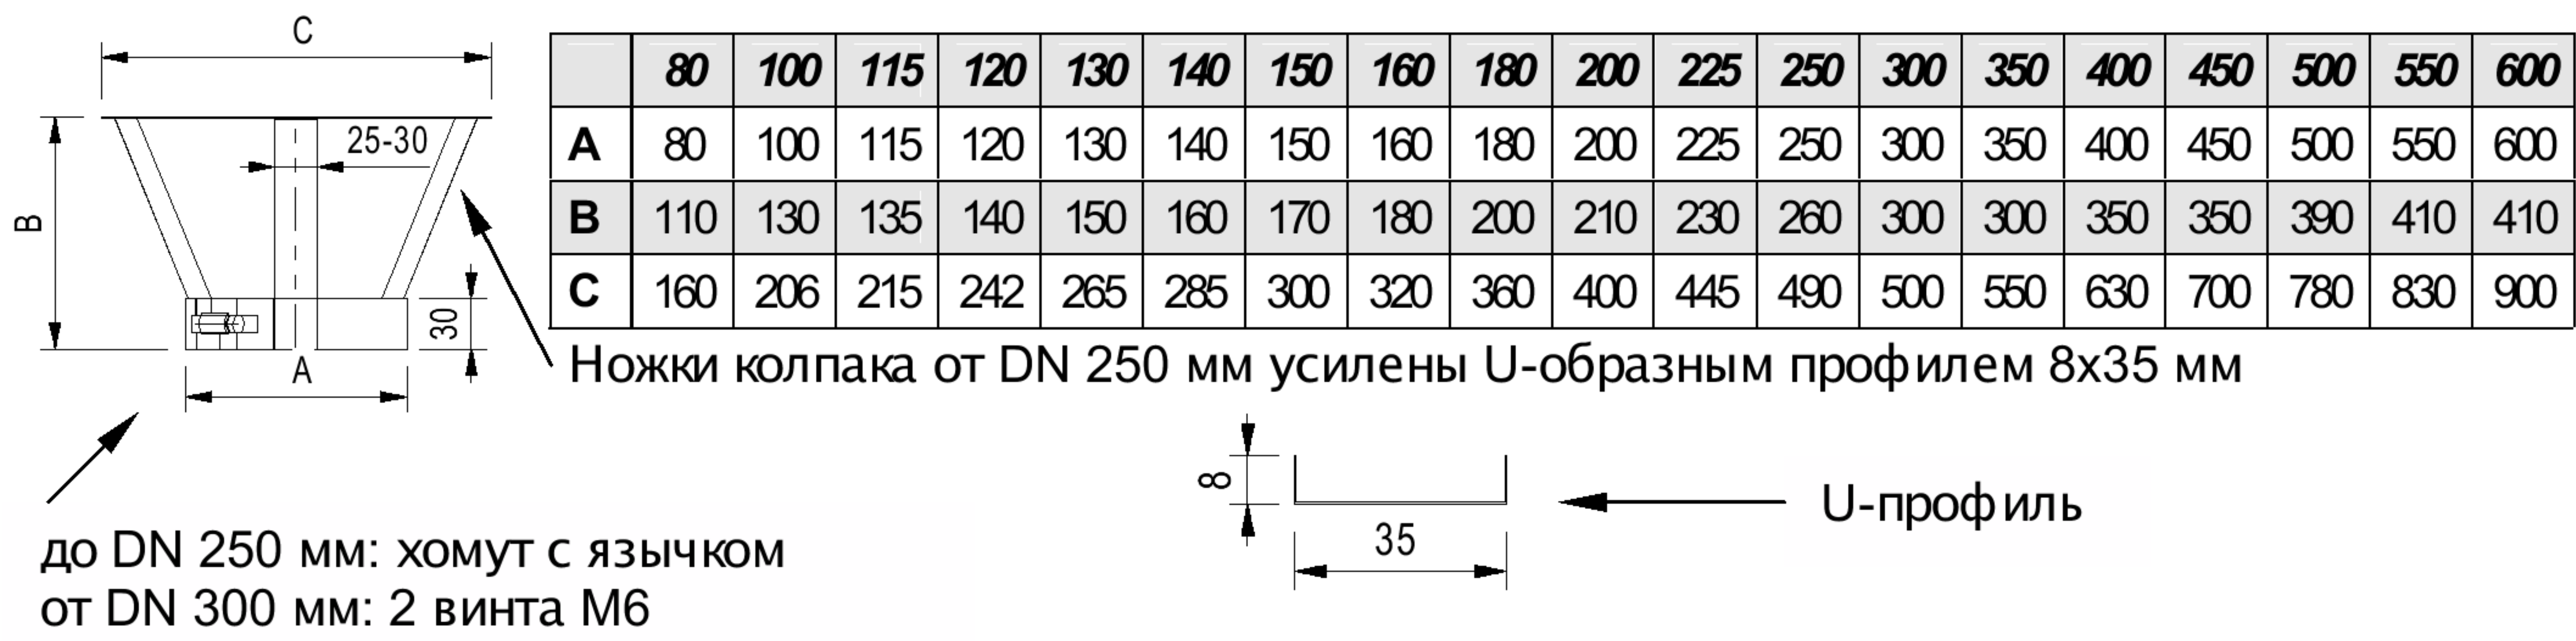 C
80 100 115 120 130 140 150 160 180 200 225 250 300 350 400 450 500 550 600
A 80 100 115 120 130 140 150 160 180 200 225 250 300 350 400 450 500 550 600
B 110 130 135 140 150 160 170 180 200 210 230 260 300 300 350 350 390 410 410
C 160 206 215 242 265 285 300 320 360 400 445 490 500 550 630 700 780 830 900
25-30
B
30
A
Ножки колпака от DN 250 мм усилены U-образным профилем 8x35 мм
8
35
U-профиль
до DN 250 мм: хомут с язычком
от DN 300 мм: 2 винта М6